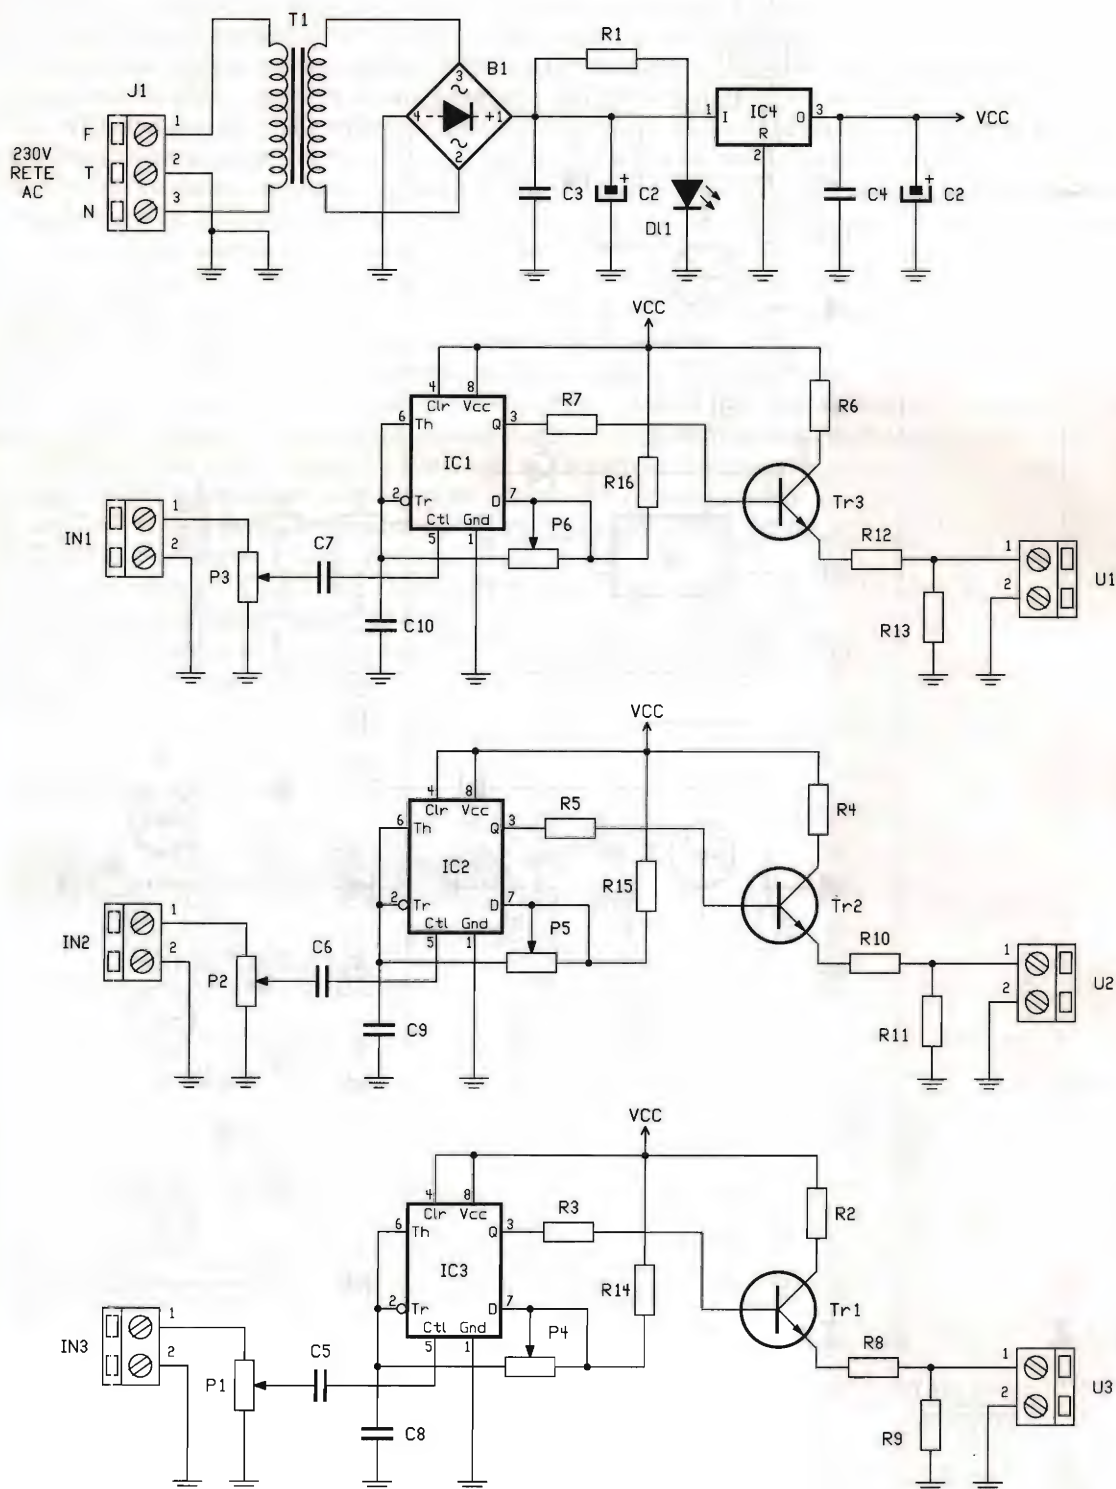 T1
R1
J1
B1
3
1
F
1
I
IC4
O
3
VCC
4
+1
230V
RETE
AC
T
2
R
2
2
N
3
C3
+
C2
C4
+
C2
Dl1
VCC
4
8
Clr
Vcc
R7
R6
6
Th
Q
3
IC1
R16
2
Tr
D
7
Tr3
IN1
1
Ctl
Gnd
P6
C7
5
1
R12
2
P3
1
U1
2
C10
R13
VCC
4
8
Clr
Vcc
R5
R4
6
Th
Q
3
IC2
R15
2
Tr
D
7
Tr2
IN2
1
Ctl
Gnd
P5
C6
5
1
R10
2
P2
1
U2
2
C9
R11
VCC
4
8
Clr
Vcc
R3
R2
6
Th
Q
3
IC3
R14
2
Tr
D
7
Tr1
IN3
1
Ctl
Gnd
P4
C5
5
1
R8
2
P1
1
U3
2
C8
R9